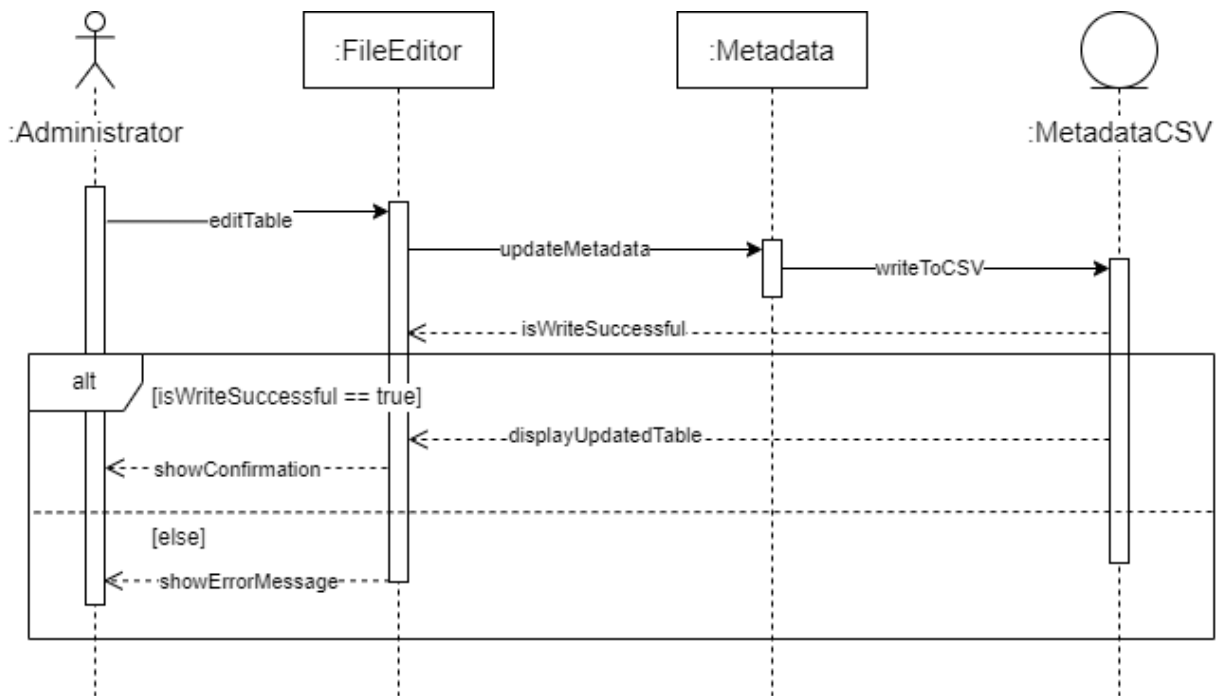 :FileEditor
:Metadata
:Administrator
:MetadataCSV
editTable
updateMetadata
writeToCSV
isWriteSuccessful
alt
[isWriteSuccessful == true]
displayUpdatedTable
showConfirmation
[else]
showErrorMessage